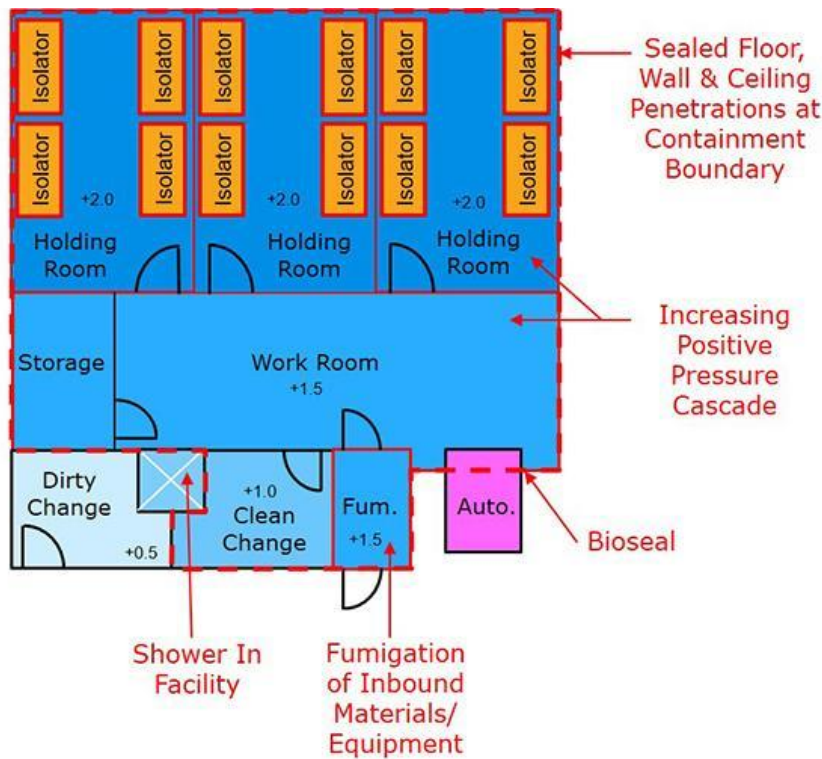 Isolator
Isolator
Isolator
Isolator
Isolator
Isolator
Sealed Floor,
Wall & Ceiling
Penetrations at
Containment
Boundary
Isolator
Isolator
Isolator
Isolator
Isolator
Isolator
+2.0
+2.0
+2.0
Holding
Room
Holding
Room
Holding
Room
Increasing
Positive
Pressure
Cascade
Storage
Work Room
+1.5
Dirty
Change
+0.5
+1.0
Clean
Change
Fum.
+1.5
Auto.
Bioseal
Shower In
Facility
Fumigation
of Inbound
Materials/
Equipment